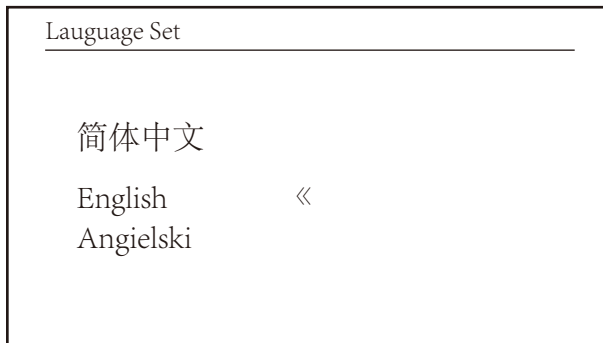 Lauguage Set
简体中文
English 《
Angielski